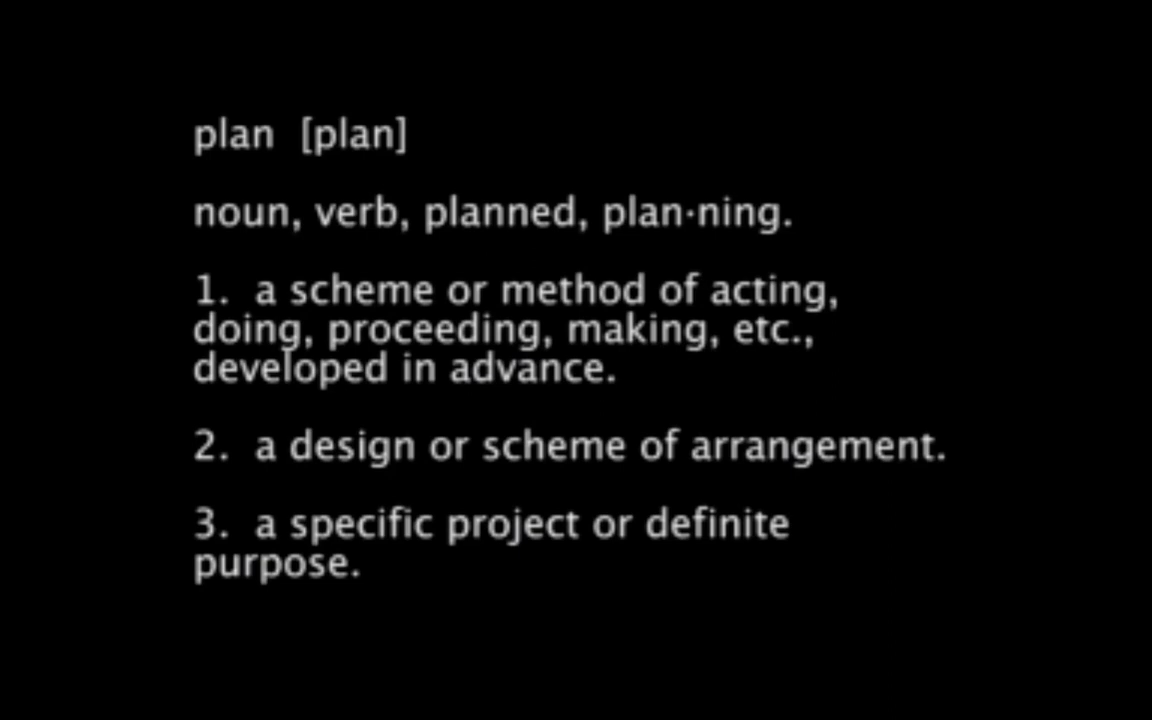 plan [plan]
noun, verb, planned, plan·ning.
1. a scheme or method of acting,
doing, proceeding, making, etc.,
developed in advance.
2. a design or scheme of arrangement.
3. a specific project or definite
purpose.